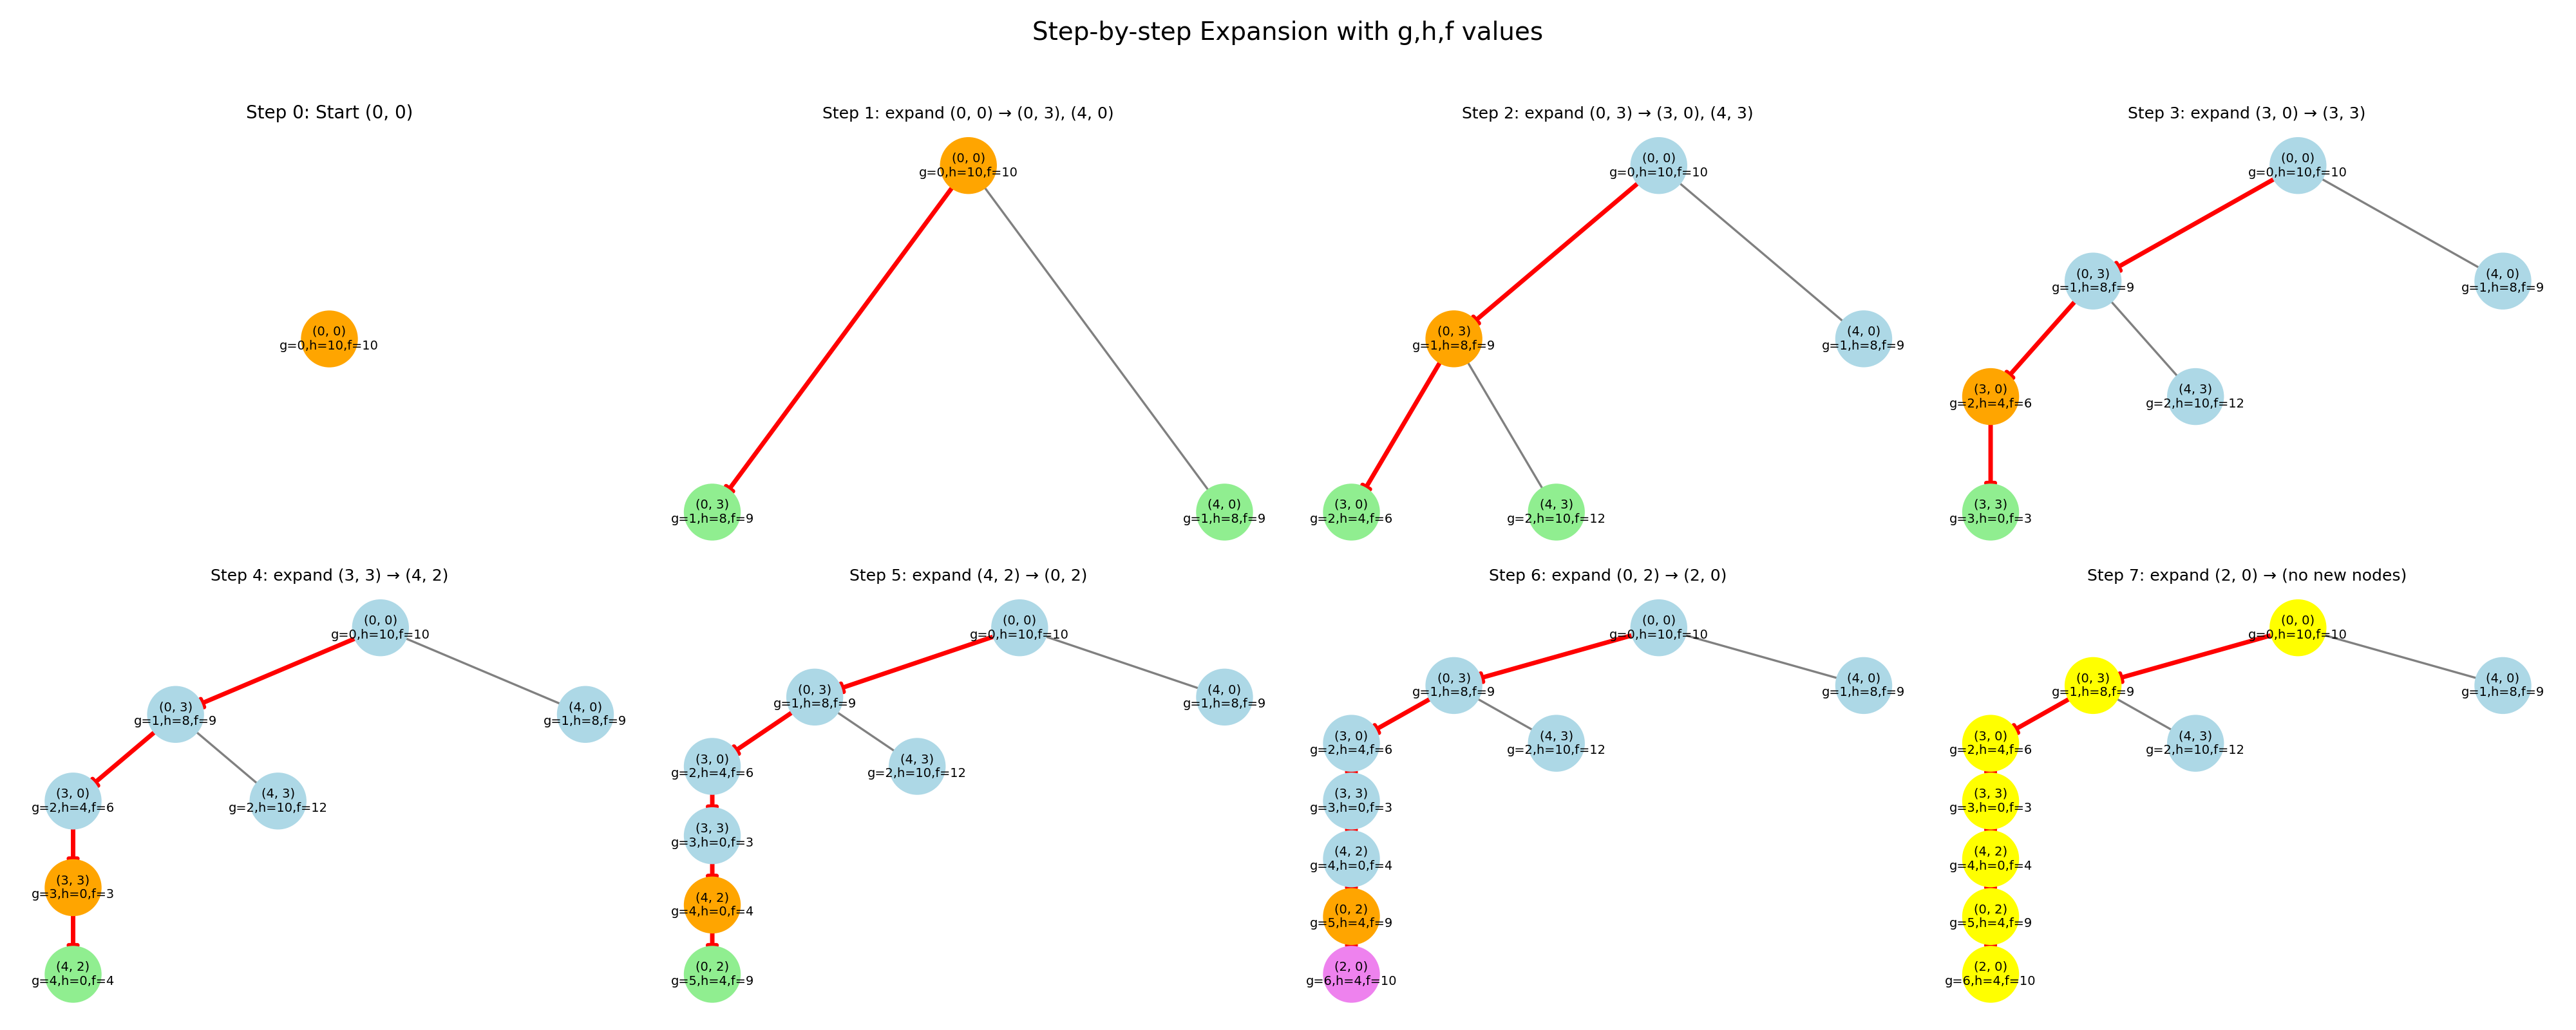 Step-by-step Expansion with g,h,f values
Step 0: Start (0, 0)
(0, 0)
g=0,h=10,f=10
Step 1: expand (0, 0) → (0, 3), (4, 0)
(0, 0)
g=0,h=10,f=10
(0, 3)
g=1,h=8,f=9
(4, 0)
g=1,h=8,f=9
Step 2: expand (0, 3) → (3, 0), (4, 3)
(0, 0)
g=0,h=10,f=10
(0, 3)
g=1,h=8,f=9
(4, 0)
g=1,h=8,f=9
(3, 0)
g=2,h=4,f=6
(4, 3)
g=2,h=10,f=12
Step 3: expand (3, 0) → (3, 3)
(0, 0)
g=0,h=10,f=10
(0, 3)
g=1,h=8,f=9
(4, 0)
g=1,h=8,f=9
(3, 0)
g=2,h=4,f=6
(4, 3)
g=2,h=10,f=12
(3, 3)
g=3,h=0,f=3
Step 4: expand (3, 3) → (4, 2)
(0, 0)
g=0,h=10,f=10
(0, 3)
g=1,h=8,f=9
(4, 0)
g=1,h=8,f=9
(3, 0)
g=2,h=4,f=6
(4, 3)
g=2,h=10,f=12
(3, 3)
g=3,h=0,f=3
(4, 2)
g=4,h=0,f=4
Step 5: expand (4, 2) → (0, 2)
(0, 0)
g=0,h=10,f=10
(0, 3)
g=1,h=8,f=9
(4, 0)
g=1,h=8,f=9
(3, 0)
g=2,h=4,f=6
(4, 3)
g=2,h=10,f=12
(3, 3)
g=3,h=0,f=3
(4, 2)
g=4,h=0,f=4
(0, 2)
g=5,h=4,f=9
Step 6: expand (0, 2) → (2, 0)
(0, 0)
g=0,h=10,f=10
(0, 3)
g=1,h=8,f=9
(4, 0)
g=1,h=8,f=9
(3, 0)
g=2,h=4,f=6
(4, 3)
g=2,h=10,f=12
(3, 3)
g=3,h=0,f=3
(4, 2)
g=4,h=0,f=4
(0, 2)
g=5,h=4,f=9
(2, 0)
g=6,h=4,f=10
Step 7: expand (2, 0) → (no new nodes)
(0, 0)
g=0,h=10,f=10
(0, 3)
g=1,h=8,f=9
(4, 0)
g=1,h=8,f=9
(3, 0)
g=2,h=4,f=6
(4, 3)
g=2,h=10,f=12
(3, 3)
g=3,h=0,f=3
(4, 2)
g=4,h=0,f=4
(0, 2)
g=5,h=4,f=9
(2, 0)
g=6,h=4,f=10